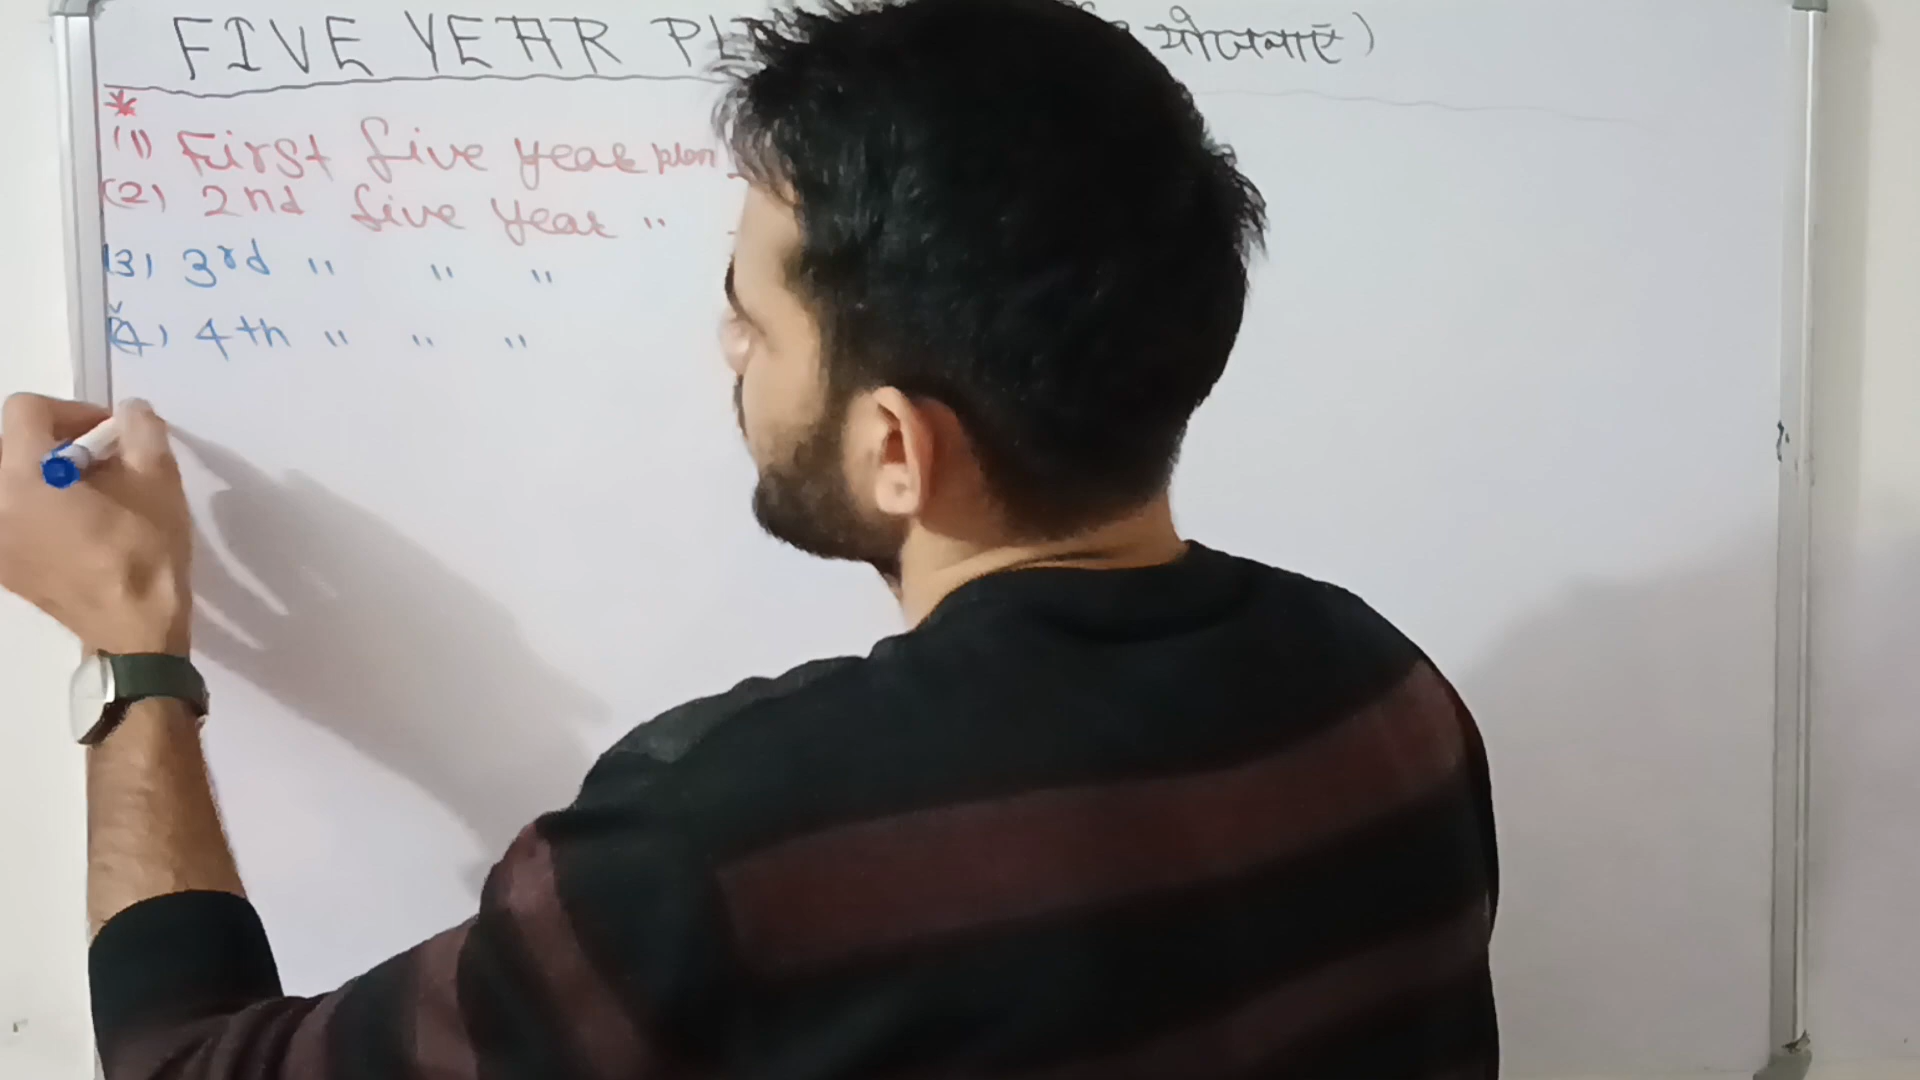 FIVE YEAR योजनाएँ)
*
(1) First five year plan
(2) 2nd five year "
(3) 3rd " " "
(4) 4th " " "